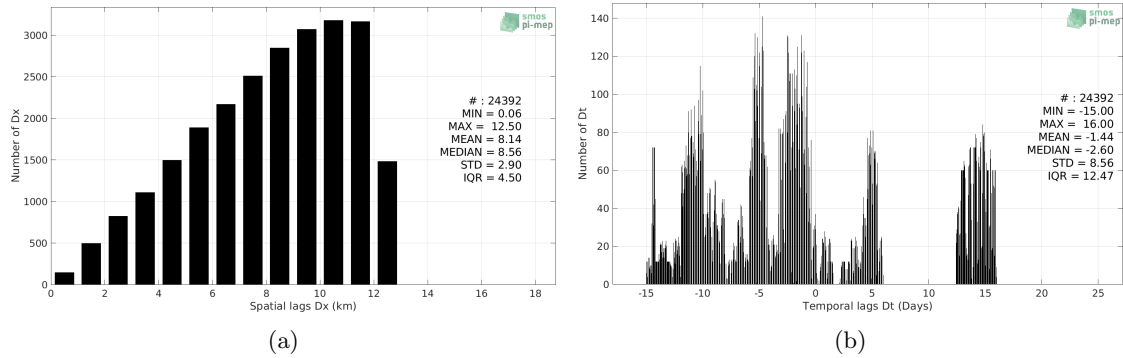 smos
pi-mep
3000
2500
2000
1500
1000
500
0
Number of Dx
# : 24392
MIN = 0.06
MAX = 12.50
MEAN = 8.14
MEDIAN = 8.56
STD = 2.90
IQR = 4.50
0 2 4 6 8 10 12 14 16 18
Spatial lags Dx (km)
(a)
smos
pi-mep
140
120
100
80
60
40
20
0
Number of Dt
# : 24392
MIN = -15.00
MAX = 16.00
MEAN = -1.44
MEDIAN = -2.60
STD = 8.56
IQR = 12.47
-15 -10 -5 0 5 10 15 20 25
Temporal lags Dt (Days)
(b)